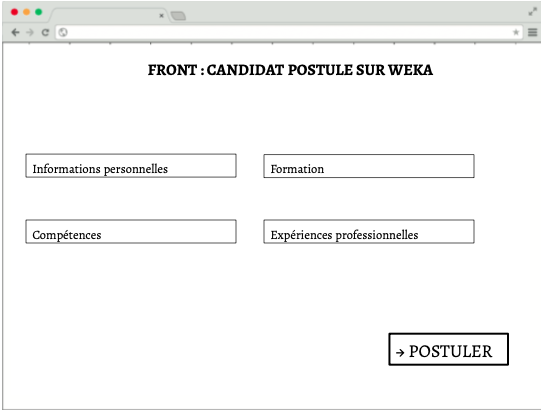 FRONT : CANDIDAT POSTULE SUR WEKA
Informations personnelles
Formation
Compétences
Expériences professionnelles
→ POSTULER